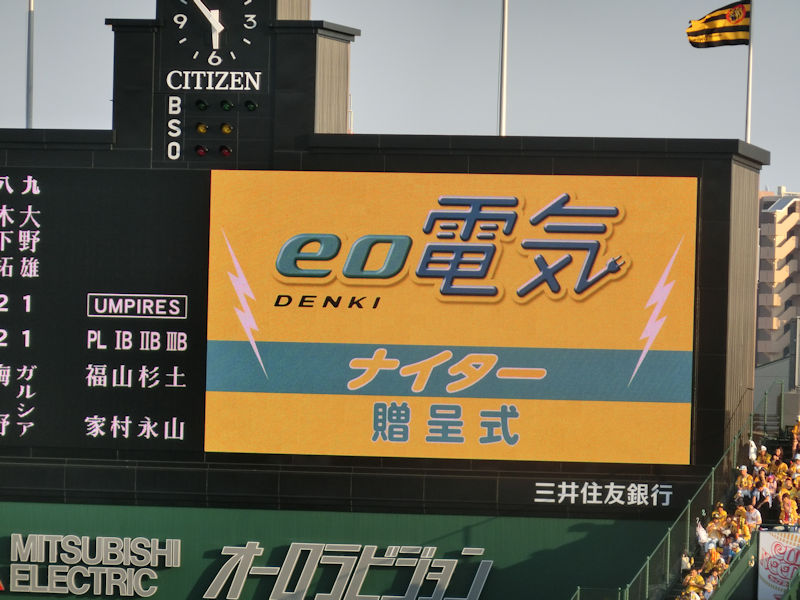 9 3
6
CITIZEN
B
S
O
八 九
木 大
下 野
拓 雄
2 1
2 1
梅 ガルシア
野
UMPIRES
PL IB IIB IIIB
福 山 杉 土
家 村 永 山
eo電気
DENKI
ナイター
贈呈式
三井住友銀行
MITSUBISHI
ELECTRIC
オーロラビジョン